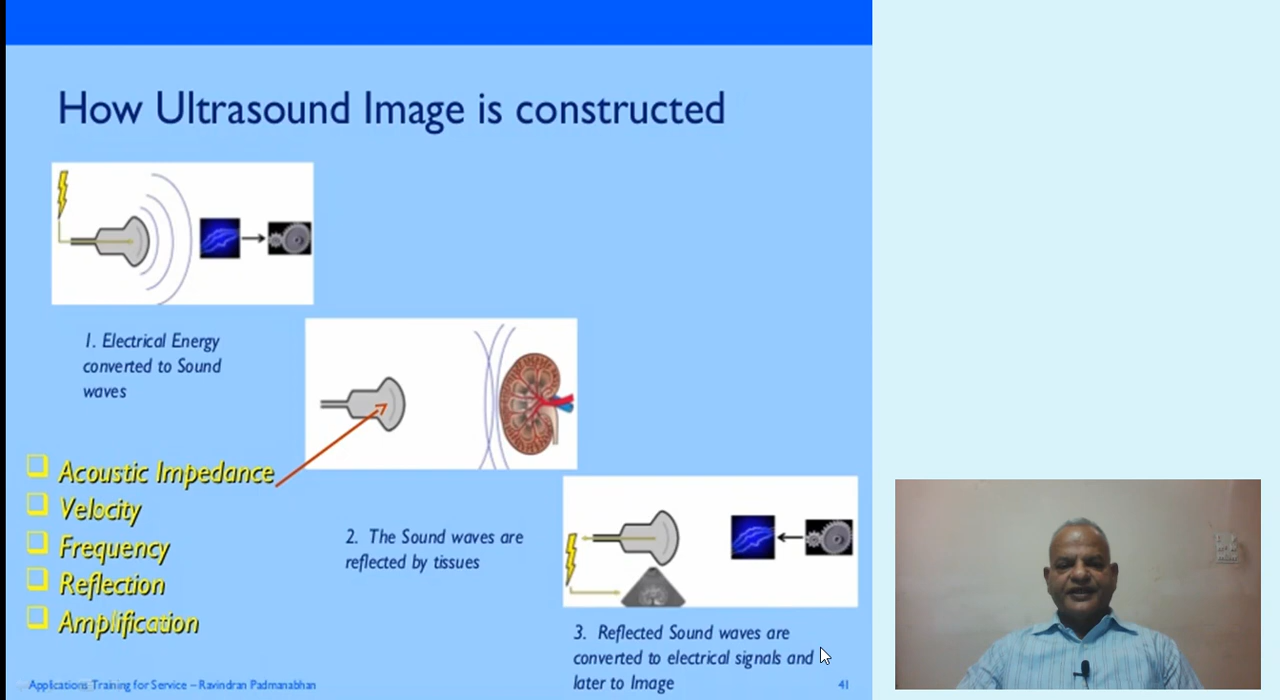 How Ultrasound Image is constructed
1. Electrical Energy
converted to Sound
waves
Acoustic Impedance
Velocity
Frequency
Reflection
Amplification
2. The Sound waves are
reflected by tissues
3. Reflected Sound waves are
converted to electrical signals and
later to Image
Applications Training for Service – Ravindran Padmanabhan
41